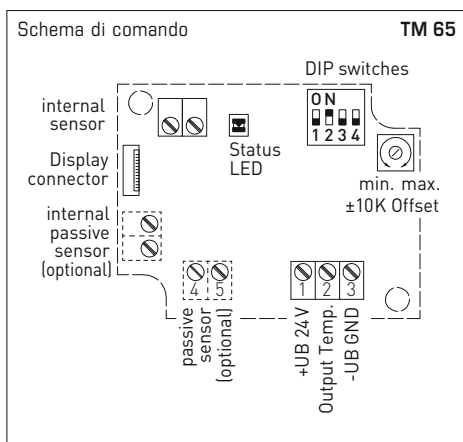 Schema di comando
TM 65
DIP switches
internal
sensor
ON
1 2 3 4
Status
LED
Display
connector
min. max.
±10K Offset
internal
passive
sensor
(optional)
4 5
1 2 3
passive
sensor
(optional)
+UB 24V
Output Temp.
-UB GND